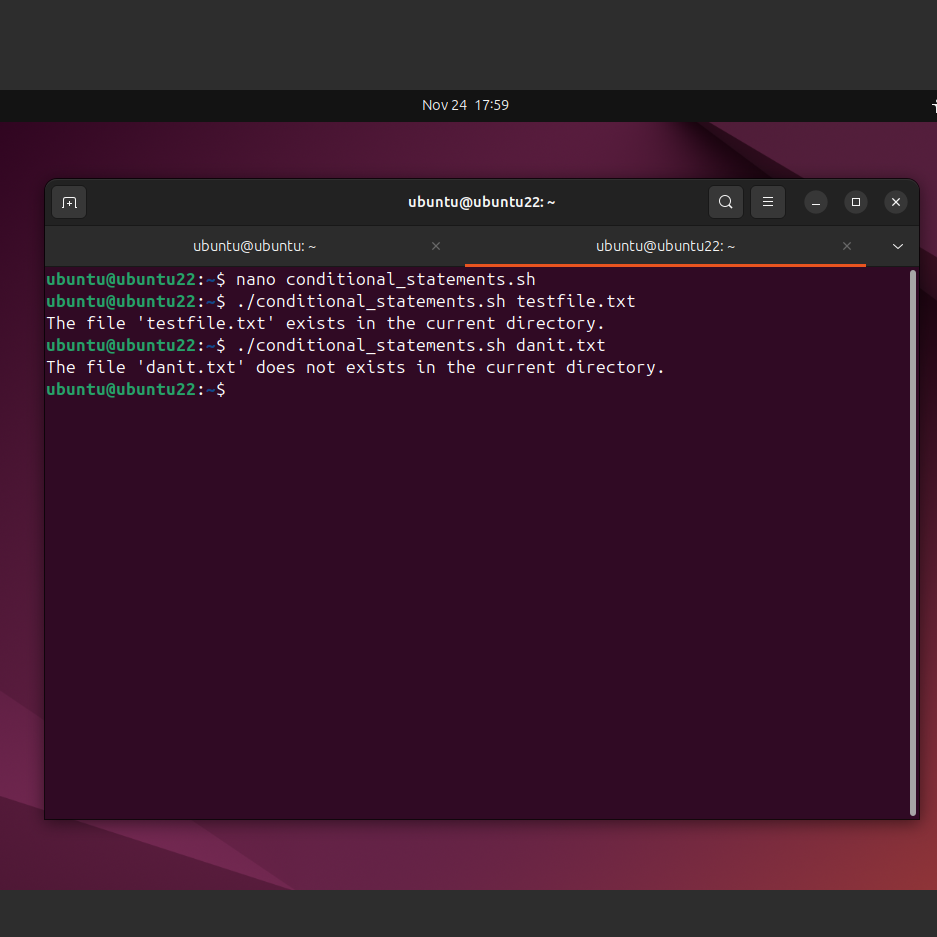 Nov 24 17:59
ubuntu@ubuntu22: ~
ubuntu@ubuntu: ~
ubuntu@ubuntu22: ~
ubuntu@ubuntu22:~$ nano conditional_statements.sh
ubuntu@ubuntu22:~$ ./conditional_statements.sh testfile.txt
The file 'testfile.txt' exists in the current directory.
ubuntu@ubuntu22:~$ ./conditional_statements.sh danit.txt
The file 'danit.txt' does not exists in the current directory.
ubuntu@ubuntu22:~$